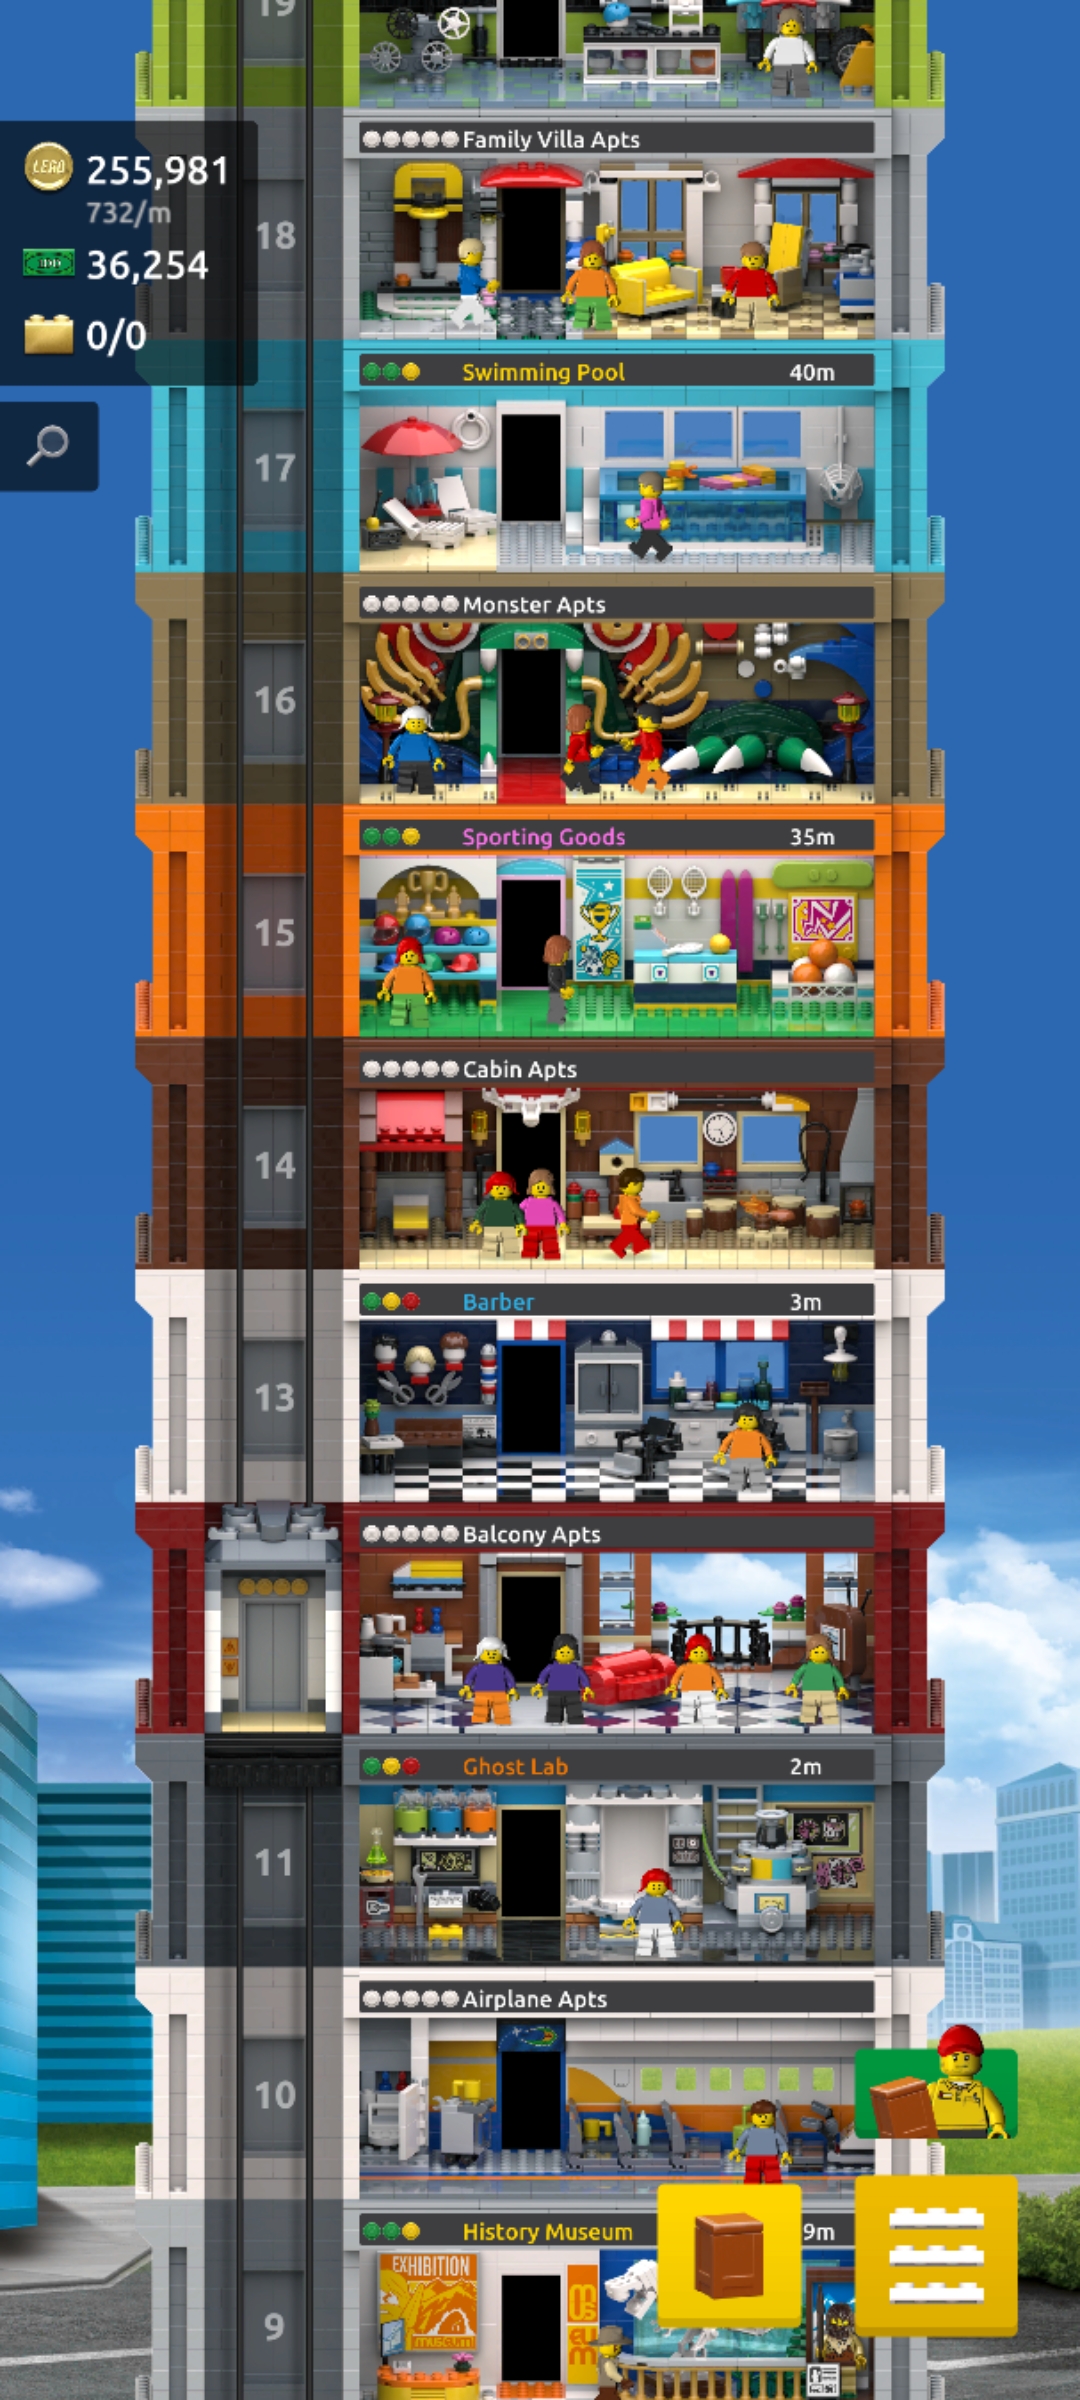 19
Family Villa Apts
LEGO
255,981
732/m
18
36,254
0/0
Swimming Pool 40m
17
Monster Apts
16
Sporting Goods 35m
15
Cabin Apts
14
Barber 3m
13
Balcony Apts
Ghost Lab 2m
11
Airplane Apts
10
History Museum 9m
EXHIBITION
museum
museum
9